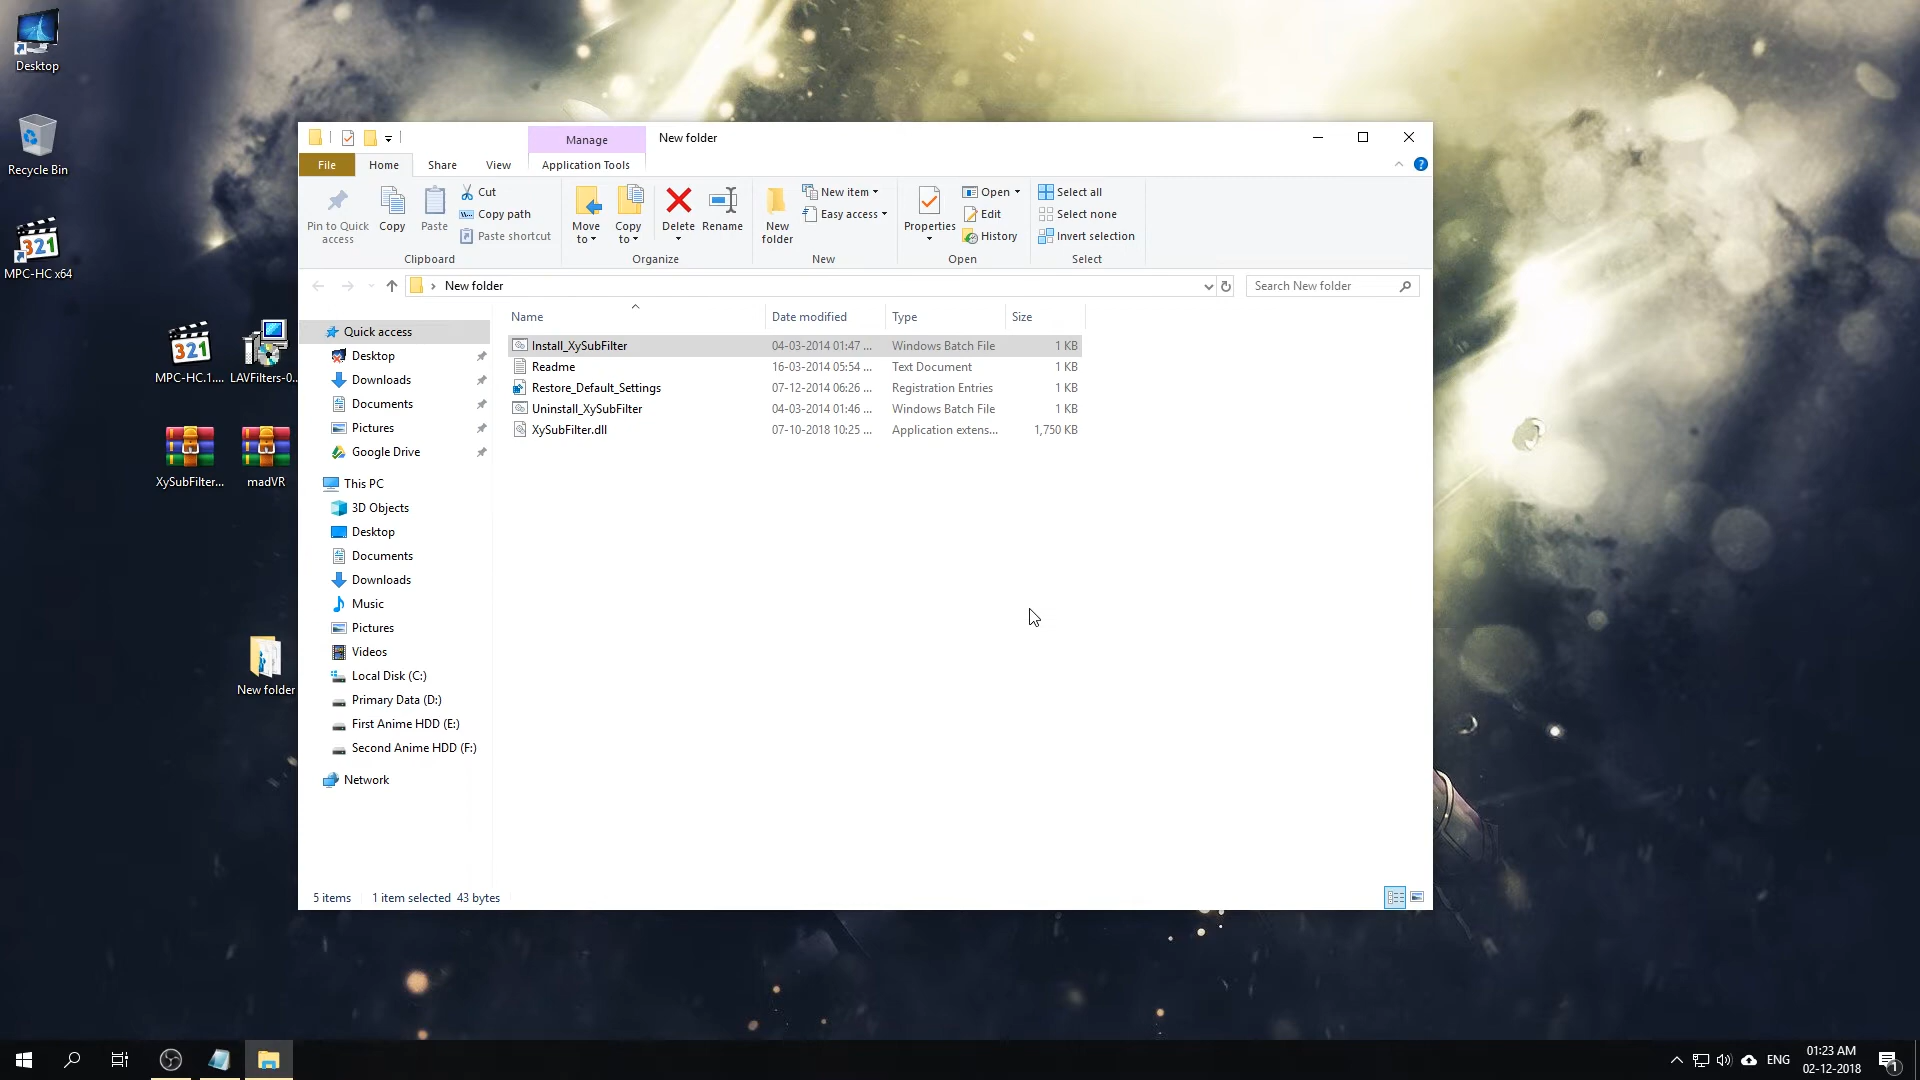 Desktop
Recycle Bin
MPC-HC x64
MPC-HC.1....
LAVFilters-0...
XySubFilter...
madVR
New folder
Manage
New folder
File
Home
Share
View
Application Tools
Pin to Quick access
Copy
Paste
Cut
Copy path
Paste shortcut
Clipboard
Move to
Copy to
Delete
Rename
Organize
New folder
New item
Easy access
New
Properties
Open
Edit
History
Open
Select all
Select none
Invert selection
Select
New folder
Search New folder
Quick access
Desktop
Downloads
Documents
Pictures
Google Drive
This PC
3D Objects
Desktop
Documents
Downloads
Music
Pictures
Videos
Local Disk (C:)
Primary Data (D:)
First Anime HDD (E:)
Second Anime HDD (F:)
Network
Name Date modified Type Size
Install_XySubFilter 04-03-2014 01:47 ... Windows Batch File 1 KB
Readme 16-03-2014 05:54 ... Text Document 1 KB
Restore_Default_Settings 07-12-2014 06:26 ... Registration Entries 1 KB
Uninstall_XySubFilter 04-03-2014 01:46 ... Windows Batch File 1 KB
XySubFilter.dll 07-10-2018 10:25 ... Application extens... 1,750 KB
5 items 1 item selected 43 bytes
ENG
01:23 AM
02-12-2018
1